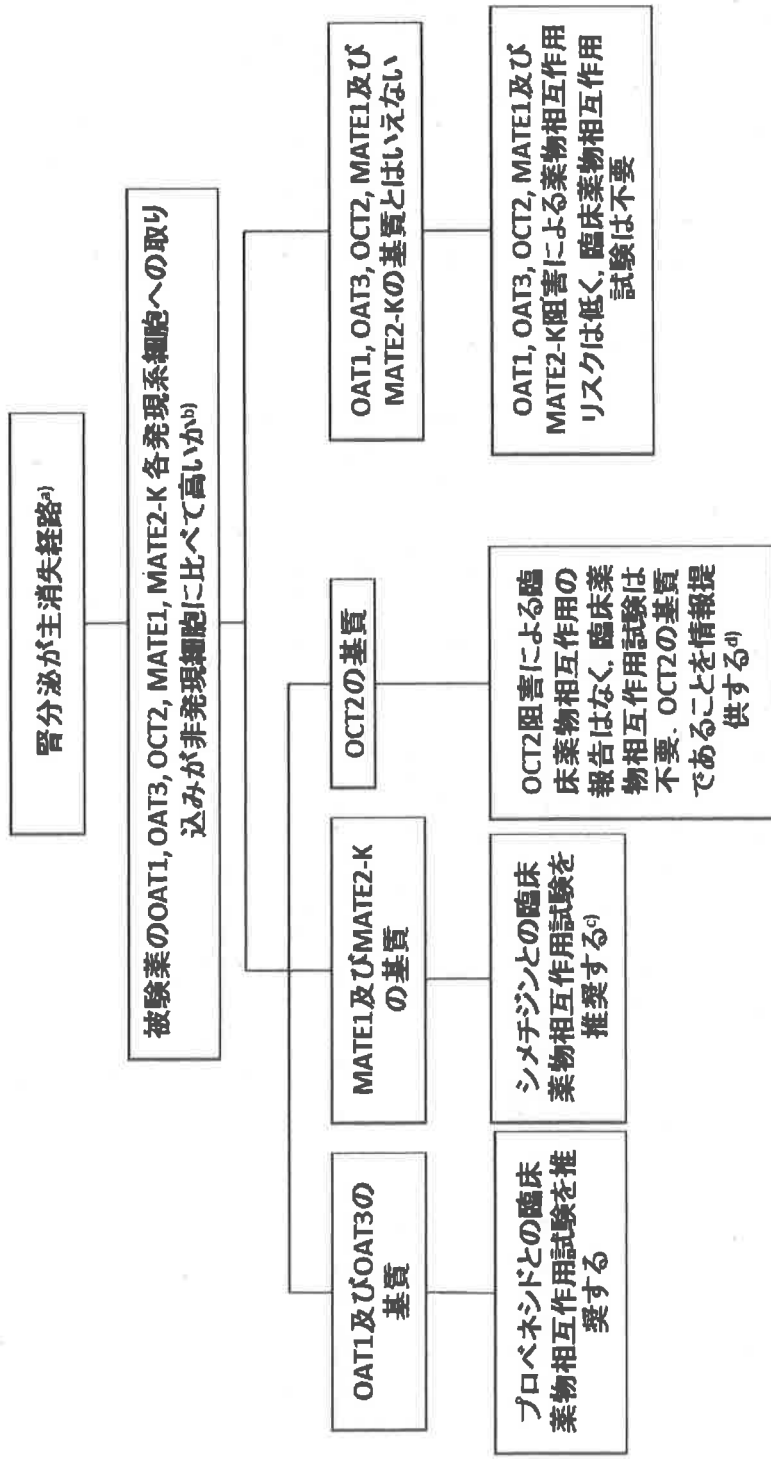 腎分泌が主消失経路a)
被験薬のOAT1, OAT3, OCT2, MATE1, MATE2-K 各発現系細胞への取り
込みが非発現細胞に比べて高いかb)
OAT1及びOAT3の
基質
MATE1及びMATE2-K
の基質
OCT2の基質
OAT1, OAT3, OCT2, MATE1及び
MATE2-Kの基質とはいえない
プロベネシドとの臨床
薬物相互作用試験を推
奨する
シメチジンとの臨床
薬物相互作用試験を
推奨するc)
OCT2阻害による臨
床薬物相互作用の
報告はなく, 臨床薬
物相互作用試験は
不要. OCT2の基質
であることを情報提
供するd)
OAT1, OAT3, OCT2, MATE1及び
MATE2-K阻害による薬物相互作用
リスクは低く, 臨床薬物相互作用
試験は不要